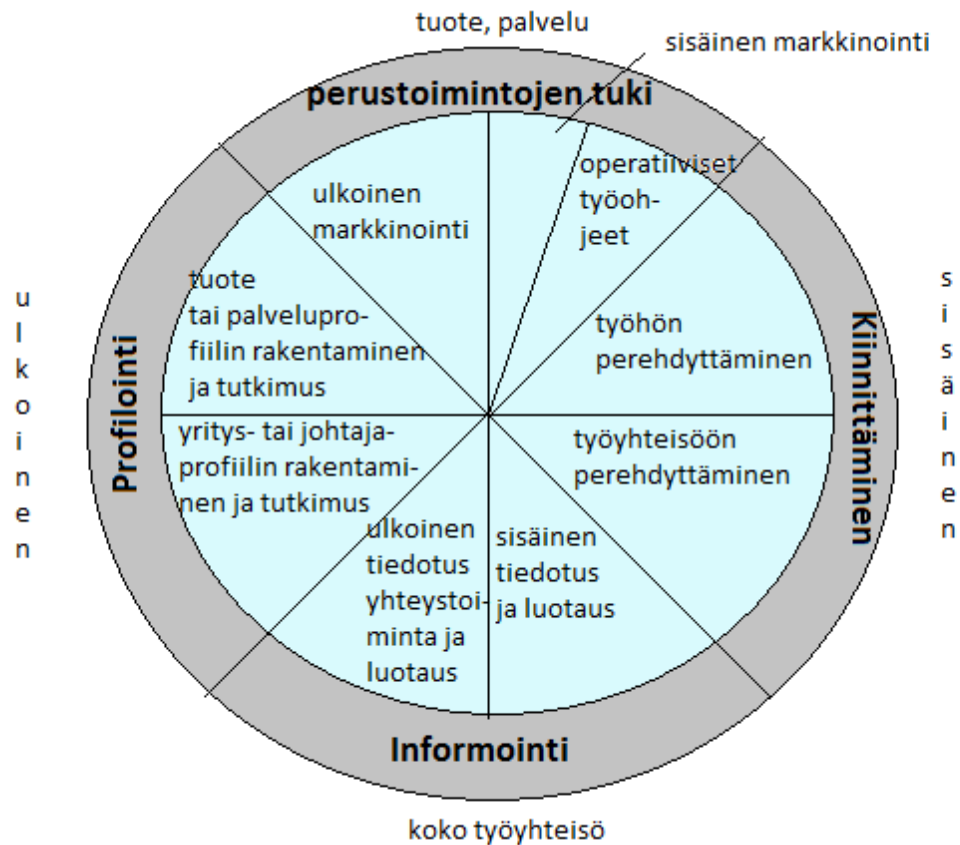 tuote, palvelu
sisäinen markkinointi
perustoimintojen tuki
operatiiviset
työoh-
jeet
ulkoinen
markkinointi
tuote
tai palvelupro-
fiilin rakentaminen
ja tutkimus
työhön
perehdyttäminen
ulkoinen
Profilointi
Kiinnittäminen
sisäinen
yritys- tai johtaja-
profiilin rakentami-
nen ja tutkimus
työyhteisöön
perehdyttäminen
ulkoinen
tiedotus
yhteystoi-
minta ja
luotaus
sisäinen
tiedotus
ja luotaus
Informointi
koko työyhteisö